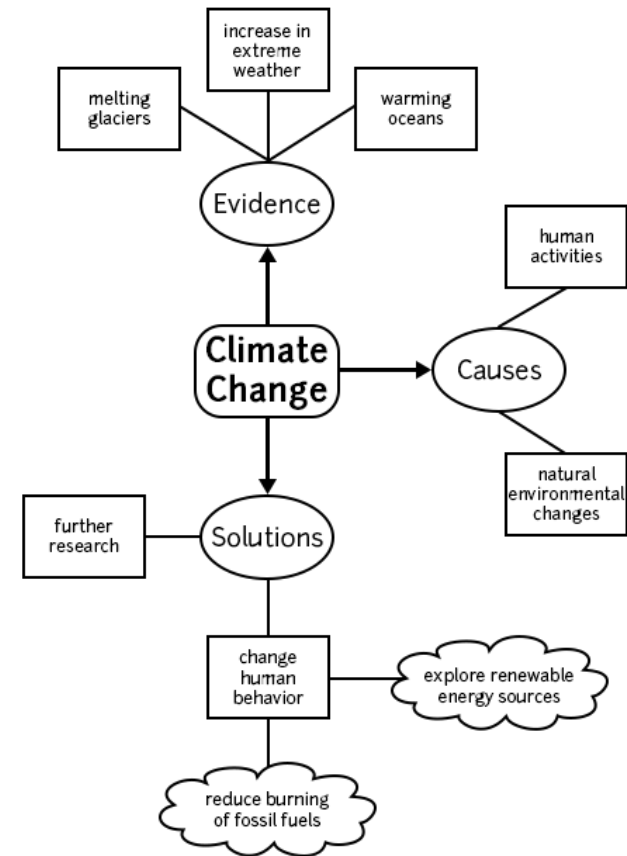 increase in
extreme
weather
melting
glaciers
warming
oceans
Evidence
human
activities
Climate
Change
Causes
natural
environmental
changes
further
research
Solutions
change
human
behavior
explore renewable
energy sources
reduce burning
of fossil fuels